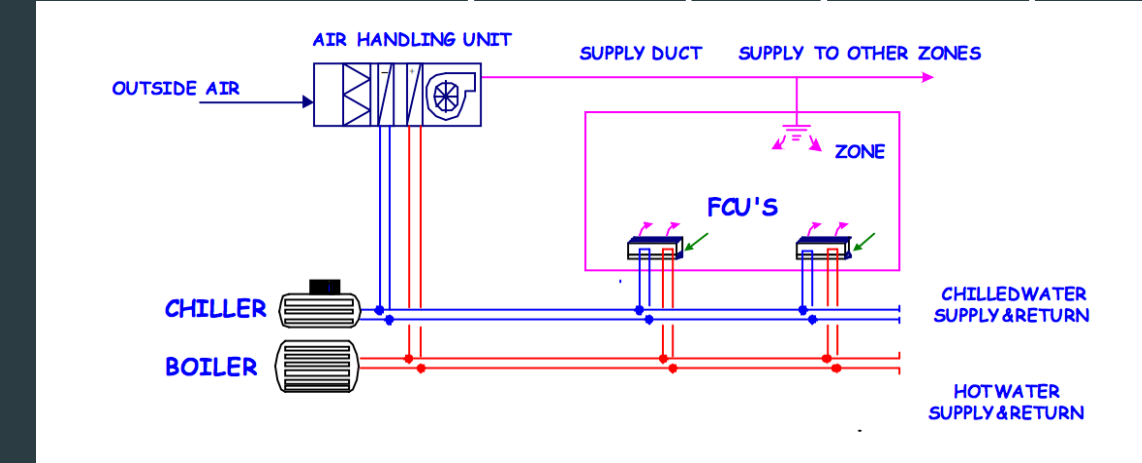 AIR HANDLING UNIT
SUPPLY DUCT
SUPPLY TO OTHER ZONES
OUTSIDE AIR
ZONE
FCU'S
CHILLER
CHILLEDWATER
SUPPLY&RETURN
BOILER
HOTWATER
SUPPLY&RETURN